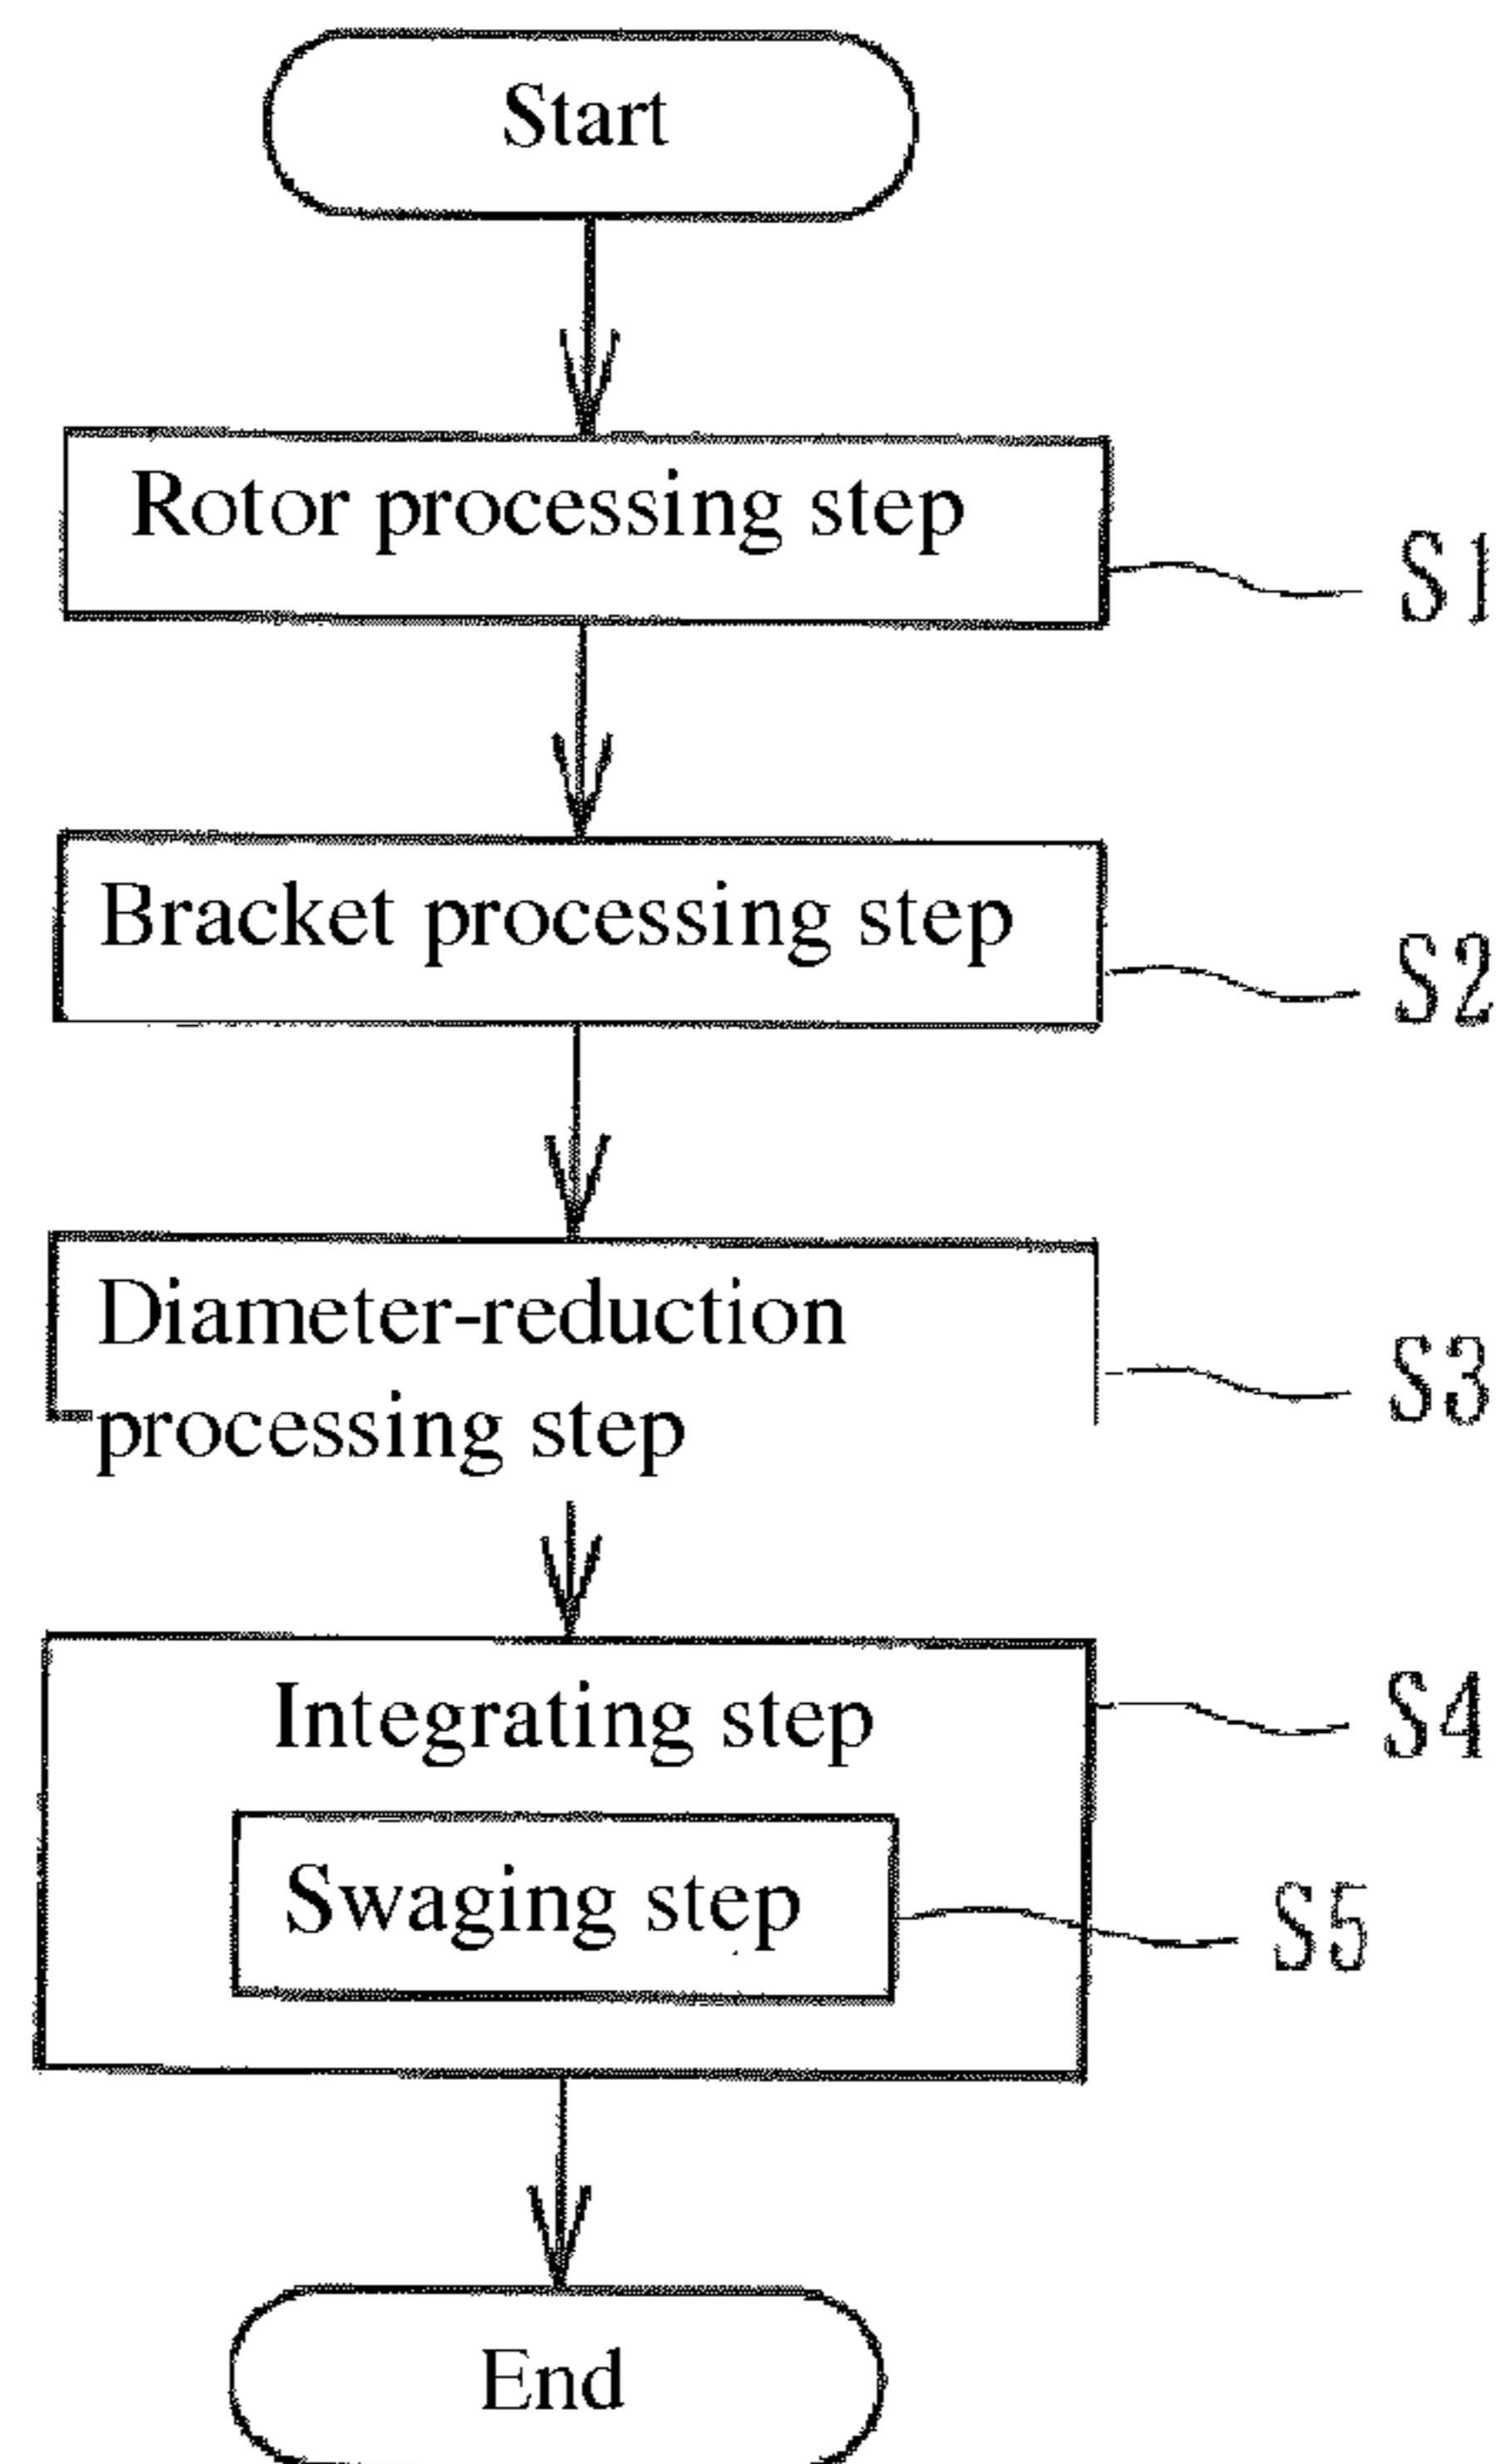 Start
Rotor processing step
S1
Bracket processing step
S2
Diameter-reduction
processing step
S3
Integrating step
S4
Swaging step
S5
End